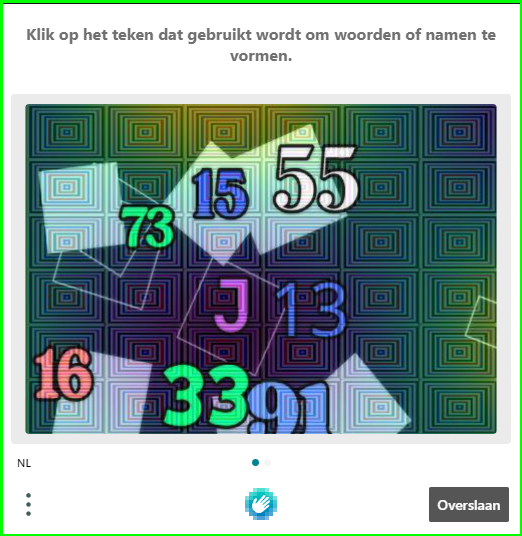 Klik op het teken dat gebruikt wordt om woorden of namen te
vormen.
55
15
73
J 13
16
33
91
NL
Overslaan